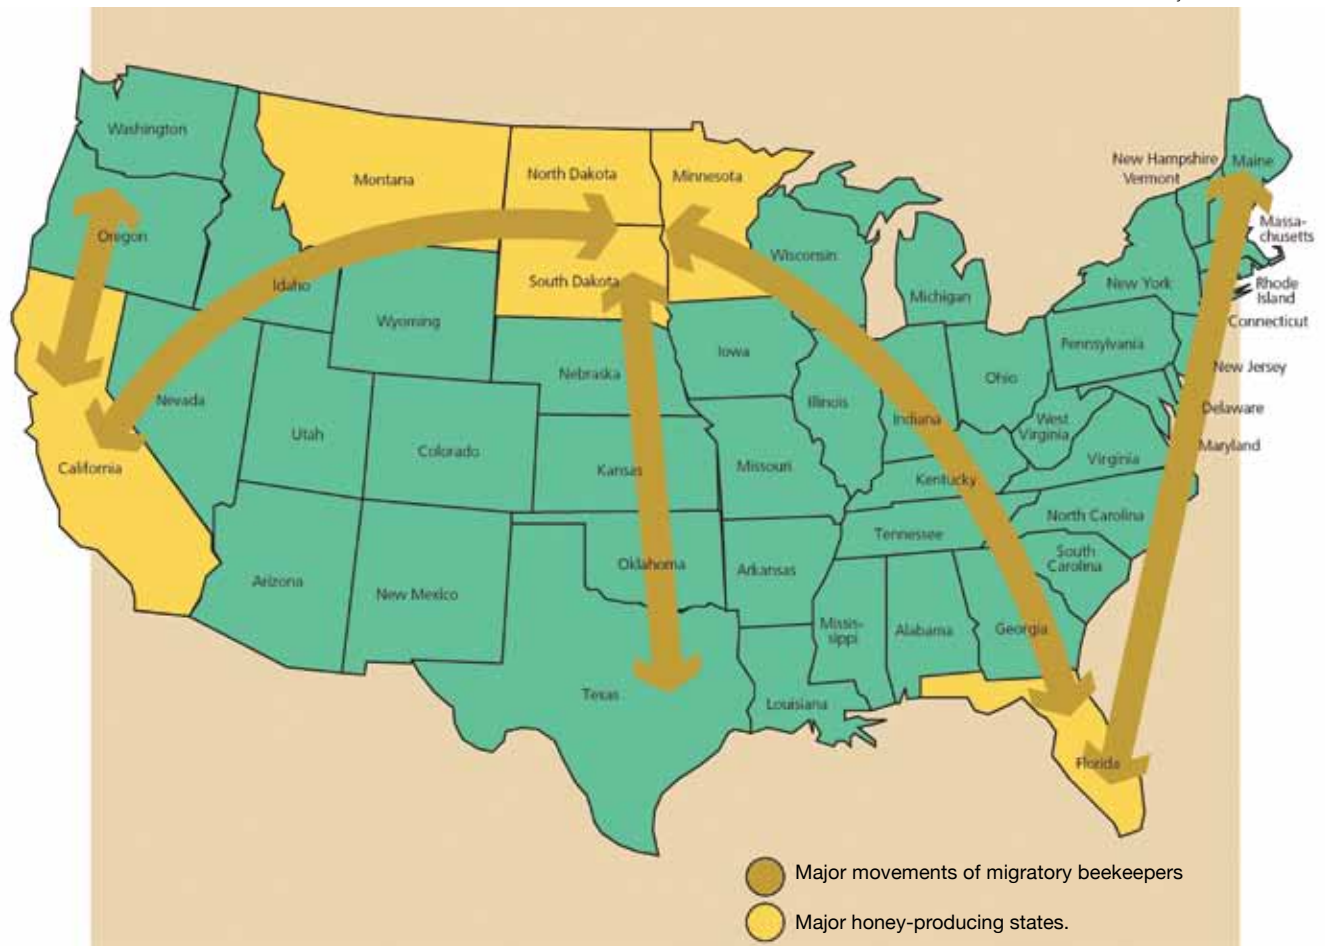 Washington
Montana
North Dakota
Minnesota
New Hampshire
Maine
Vermont
Oregon
Massa-
chusetts
Wisconsin
Idaho
South Dakota
Michigan
New York
Rhode
Island
Wyoming
Connecticut
Iowa
Pennsylvania
Nebraska
Ohio
New Jersey
Nevada
Illinois
Indiana
West
Virginia
Delaware
Utah
Colorado
Maryland
California
Kansas
Missouri
Kentucky
Virginia
North Carolina
Tennessee
South
Carolina
Oklahoma
Arkansas
Arizona
New Mexico
Missis-
sippi
Alabama
Georgia
Texas
Louisiana
Florida
Major movements of migratory beekeepers
Major honey-producing states.